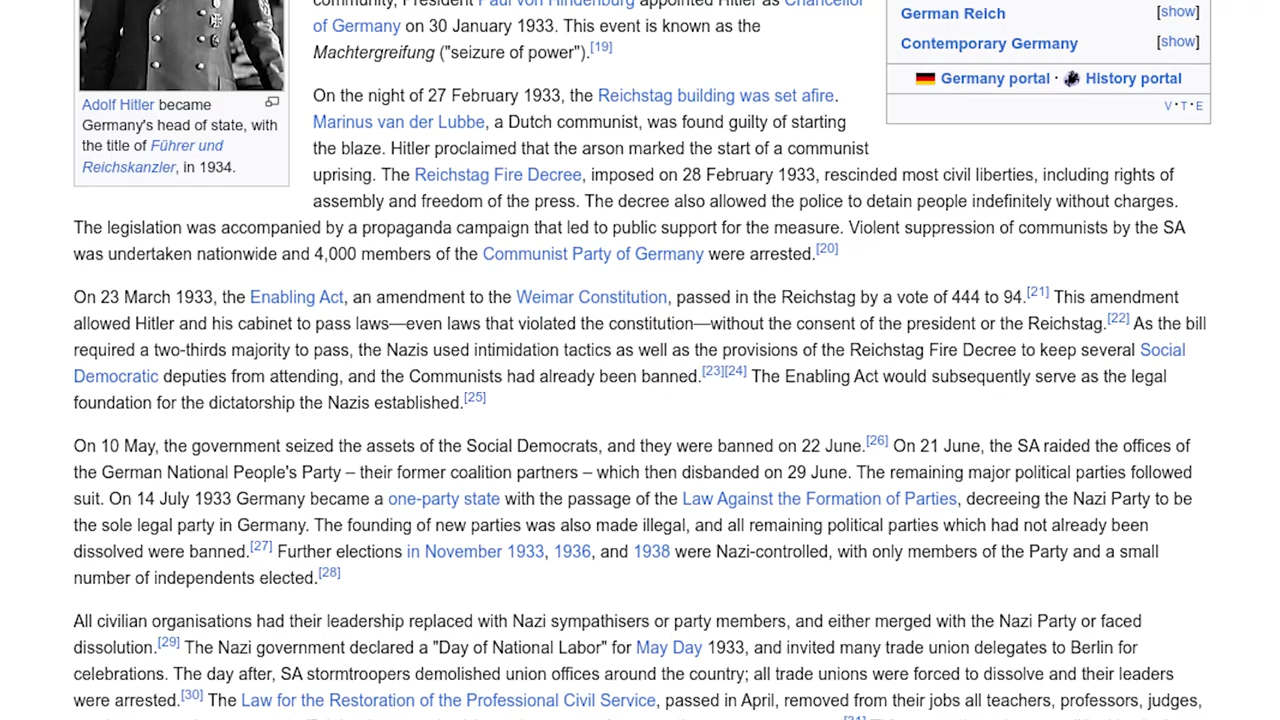 community, President Paul von Hindenburg appointed Hitler as Chancellor
of Germany on 30 January 1933. This event is known as the
Machtergreifung ("seizure of power").[19]
German Reich [show]
Contemporary Germany [show]
Germany portal · History portal
V · T · E
Adolf Hitler became
Germany's head of state, with
the title of Führer und
Reichskanzler, in 1934.
On the night of 27 February 1933, the Reichstag building was set afire.
Marinus van der Lubbe, a Dutch communist, was found guilty of starting
the blaze. Hitler proclaimed that the arson marked the start of a communist
uprising. The Reichstag Fire Decree, imposed on 28 February 1933, rescinded most civil liberties, including rights of
assembly and freedom of the press. The decree also allowed the police to detain people indefinitely without charges.
The legislation was accompanied by a propaganda campaign that led to public support for the measure. Violent suppression of communists by the SA
was undertaken nationwide and 4,000 members of the Communist Party of Germany were arrested.[20]
On 23 March 1933, the Enabling Act, an amendment to the Weimar Constitution, passed in the Reichstag by a vote of 444 to 94.[21] This amendment
allowed Hitler and his cabinet to pass laws—even laws that violated the constitution—without the consent of the president or the Reichstag.[22] As the bill
required a two-thirds majority to pass, the Nazis used intimidation tactics as well as the provisions of the Reichstag Fire Decree to keep several Social
Democratic deputies from attending, and the Communists had already been banned.[23][24] The Enabling Act would subsequently serve as the legal
foundation for the dictatorship the Nazis established.[25]
On 10 May, the government seized the assets of the Social Democrats, and they were banned on 22 June.[26] On 21 June, the SA raided the offices of
the German National People's Party – their former coalition partners – which then disbanded on 29 June. The remaining major political parties followed
suit. On 14 July 1933 Germany became a one-party state with the passage of the Law Against the Formation of Parties, decreeing the Nazi Party to be
the sole legal party in Germany. The founding of new parties was also made illegal, and all remaining political parties which had not already been
dissolved were banned.[27] Further elections in November 1933, 1936, and 1938 were Nazi-controlled, with only members of the Party and a small
number of independents elected.[28]
All civilian organisations had their leadership replaced with Nazi sympathisers or party members, and either merged with the Nazi Party or faced
dissolution.[29] The Nazi government declared a "Day of National Labor" for May Day 1933, and invited many trade union delegates to Berlin for
celebrations. The day after, SA stormtroopers demolished union offices around the country; all trade unions were forced to dissolve and their leaders
were arrested.[30] The Law for the Restoration of the Professional Civil Service, passed in April, removed from their jobs all teachers, professors, judges,